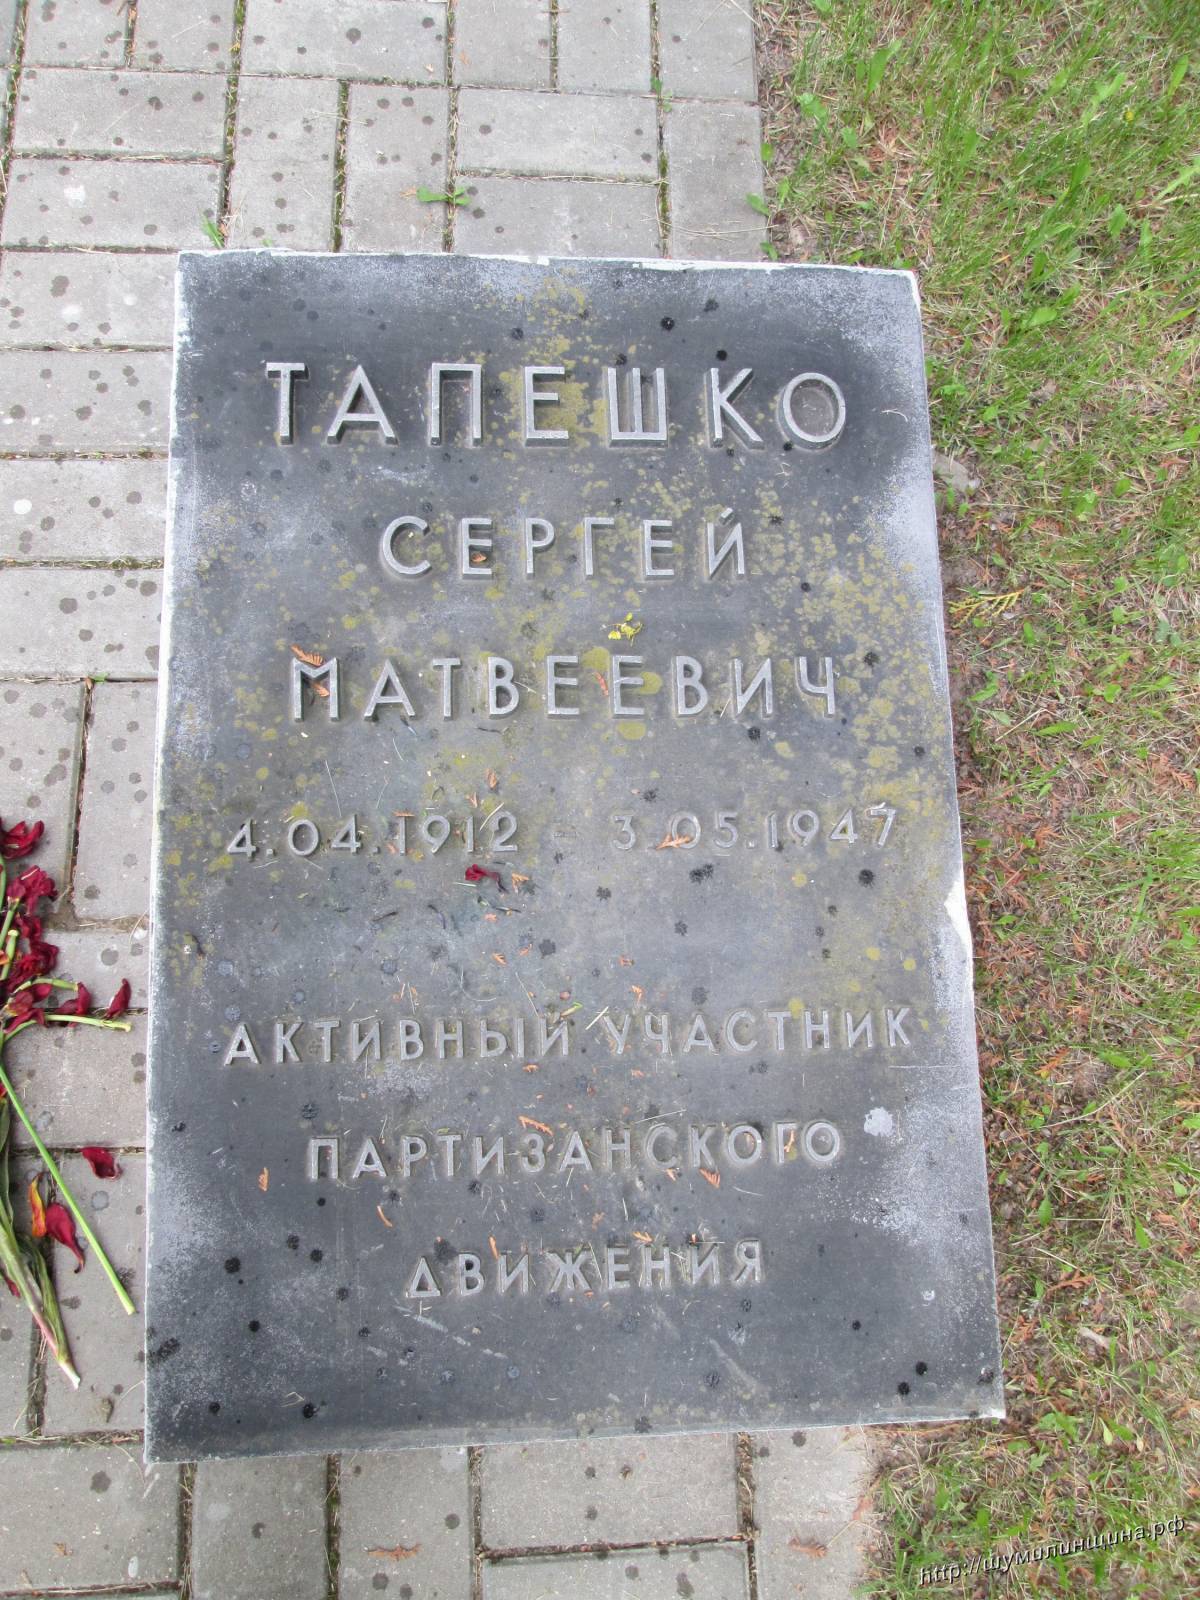 ТАПЕШКО
СЕРГЕЙ
МАТВЕЕВИЧ
4.04.1912 - 3.05.1947
АКТИВНЫЙ УЧАСТНИК
ПАРТИЗАНСКОГО
ДВИЖЕНИЯ
http://шумилинщина.рф